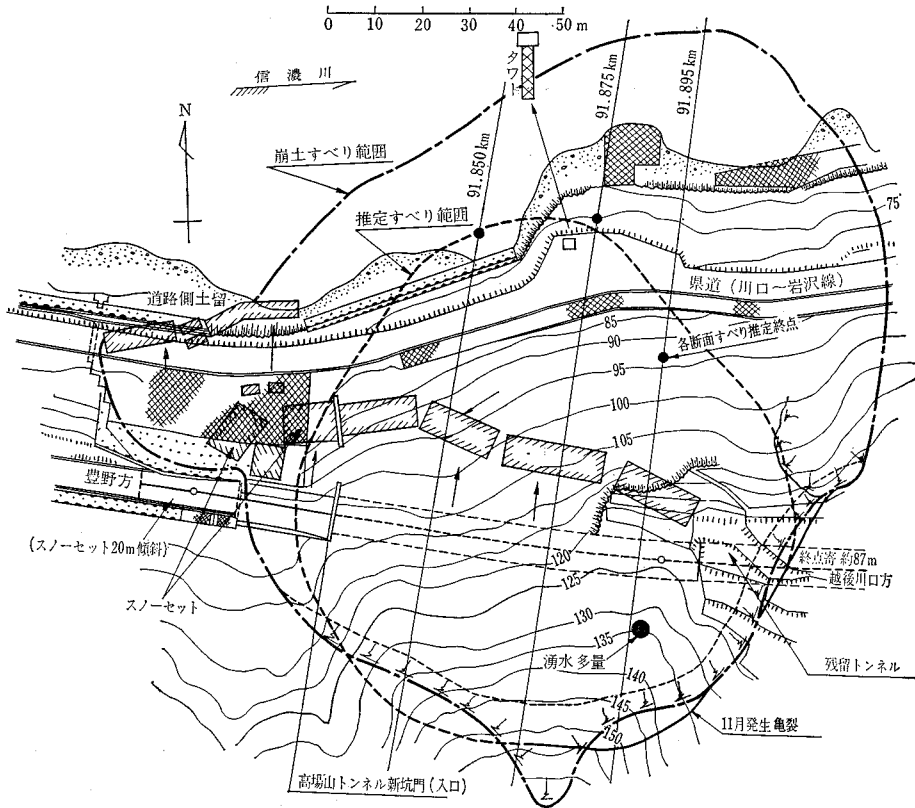 0 10 20 30 40 50 m
タワー
信濃川
N
91.850 km
91.875 km
91.895 km
崩土すべり範囲
推定すべり範囲
75
道路側土留
県道（川口～岩沢線）
85
各断面すべり推定終点
90
95
100
105
豊野方
(スノーセット20m傾斜)
スノーセット
終点寄 約87m
越後川口方
120
125
130
135
湧水多量
140
145
150
残留トンネル
11月発生亀裂
高場山トンネル新坑門（入口）